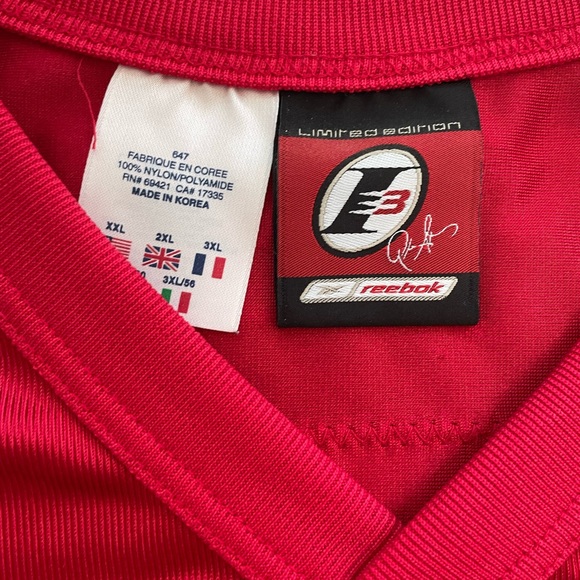 647
FABRIQUE EN COREE
100% NYLON/POLYAMIDE
RN# 69421 CA# 17335
MADE IN KOREA
XXL 2XL 3XL
3XL/56
Limited edition
I3
Reebok